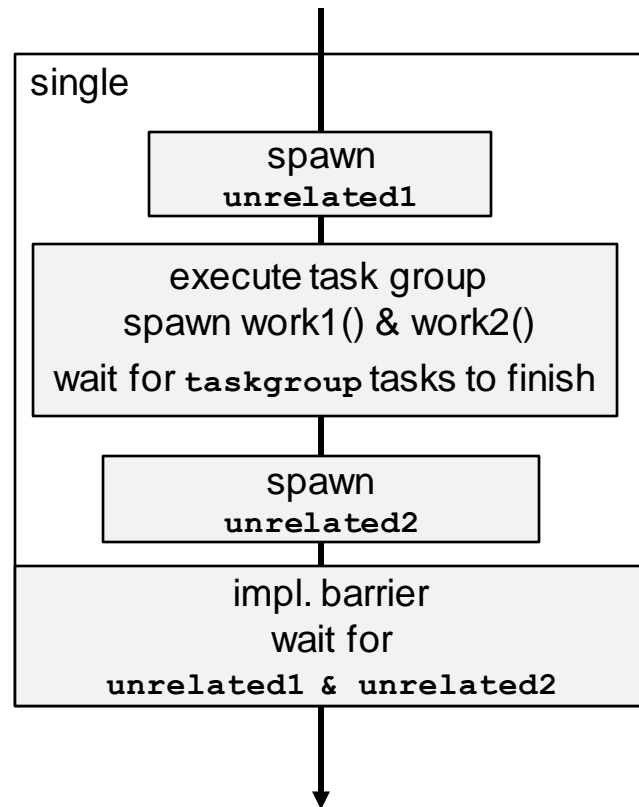 single
spawn
unrelated1
execute task group
spawn work1() & work2()
wait for taskgroup tasks to finish
spawn
unrelated2
impl. barrier
wait for
unrelated1 & unrelated2